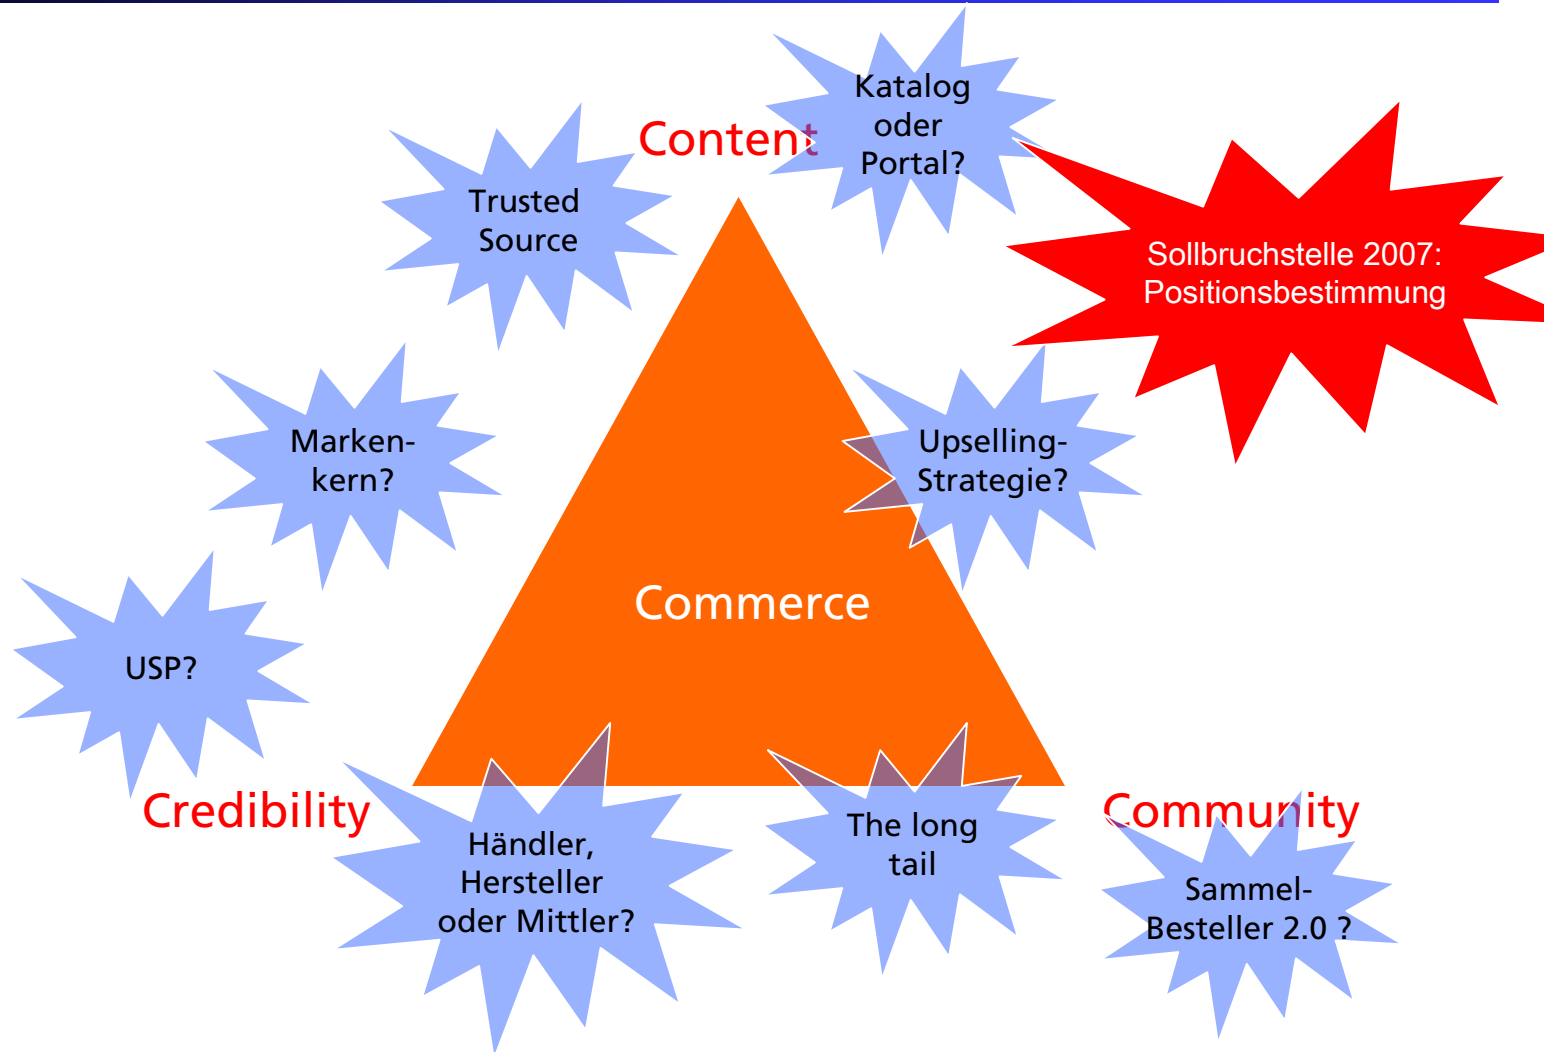 Katalog
oder
Portal?
Content
Trusted
Source
Sollbruchstelle 2007:
Positionsbestimmung
Marken-
kern?
Upselling-
Strategie?
Commerce
USP?
Credibility
Community
Händler,
Hersteller
oder Mittler?
The long
tail
Sammel-
Besteller 2.0 ?